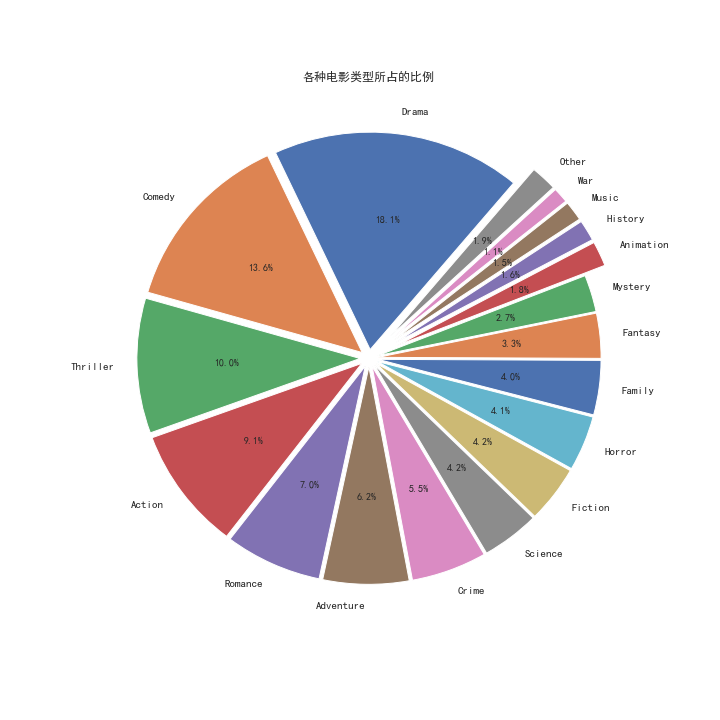 各种电影类型所占的比例
Drama
18.1%
Comedy
13.6%
Thriller
10.0%
Action
9.1%
Romance
7.0%
Adventure
6.2%
Crime
5.5%
Science
4.2%
Fiction
4.2%
Horror
4.1%
Family
4.0%
Fantasy
3.3%
Mystery
2.7%
Animation
1.8%
History
1.6%
Music
1.5%
War
1.1%
Other
1.9%